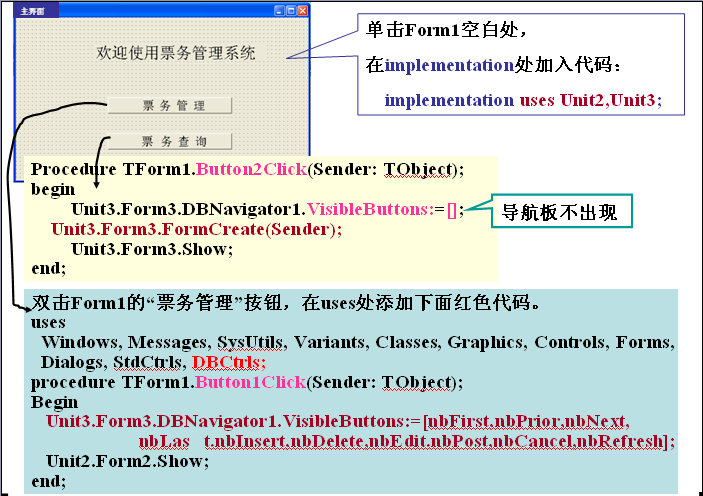 主界面
欢迎使用票务管理系统
票 务 管 理
票 务 查 询
单击Form1空白处，
在implementation处加入代码：
implementation uses Unit2,Unit3;
Procedure TForm1.Button2Click(Sender: TObject);
begin
Unit3.Form3.DBNavigator1.VisibleButtons:=[];
Unit3.Form3.FormCreate(Sender);
Unit3.Form3.Show;
end;
导航板不出现
双击Form1的“票务管理”按钮，在uses处添加下面红色代码。
uses
Windows, Messages, SysUtils, Variants, Classes, Graphics, Controls, Forms,
Dialogs, StdCtrls, DBCtrls;
procedure TForm1.Button1Click(Sender: TObject);
Begin
Unit3.Form3.DBNavigator1.VisibleButtons:=[nbFirst,nbPrior,nbNext,
nbLas t,nbInsert,nbDelete,nbEdit,nbPost,nbCancel,nbRefresh];
Unit2.Form2.Show;
end;